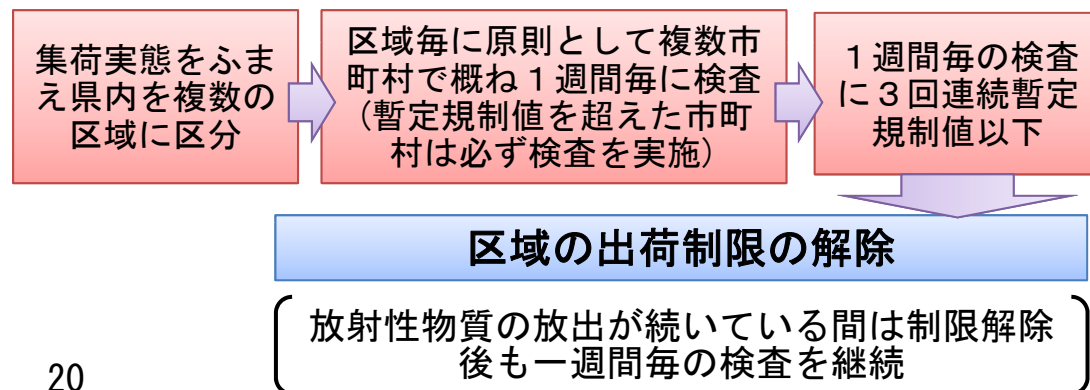 集荷実態をふま
え県内を複数の
区域に区分
区域毎に原則として複数市
町村で概ね１週間毎に検査
（暫定規制値を超えた市町
村は必ず検査を実施）
１週間毎の検査
に３回連続暫定
規制値以下
区域の出荷制限の解除
放射性物質の放出が続いている間は制限解除
後も一週間毎の検査を継続
20